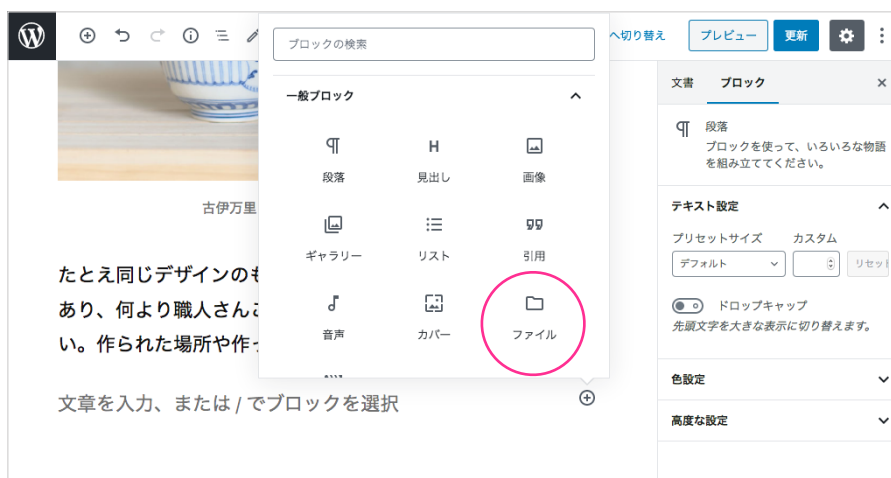 へ切り替え
プレビュー
更新
ブロックの検索
一般ブロック
段落
見出し
画像
ギャラリー
リスト
引用
音声
カバー
ファイル
古伊万里
たとえ同じデザインのも
あり、何より職人さんこ
い。作られた場所や作っ
文章を入力、または / でブロックを選択
文書
ブロック
段落
ブロックを使って、いろいろな物語
を組み立ててください。
テキスト設定
プリセットサイズ
カスタム
デフォルト
リセット
ドロップキャップ
先頭文字を大きな表示に切り替えます。
色設定
高度な設定